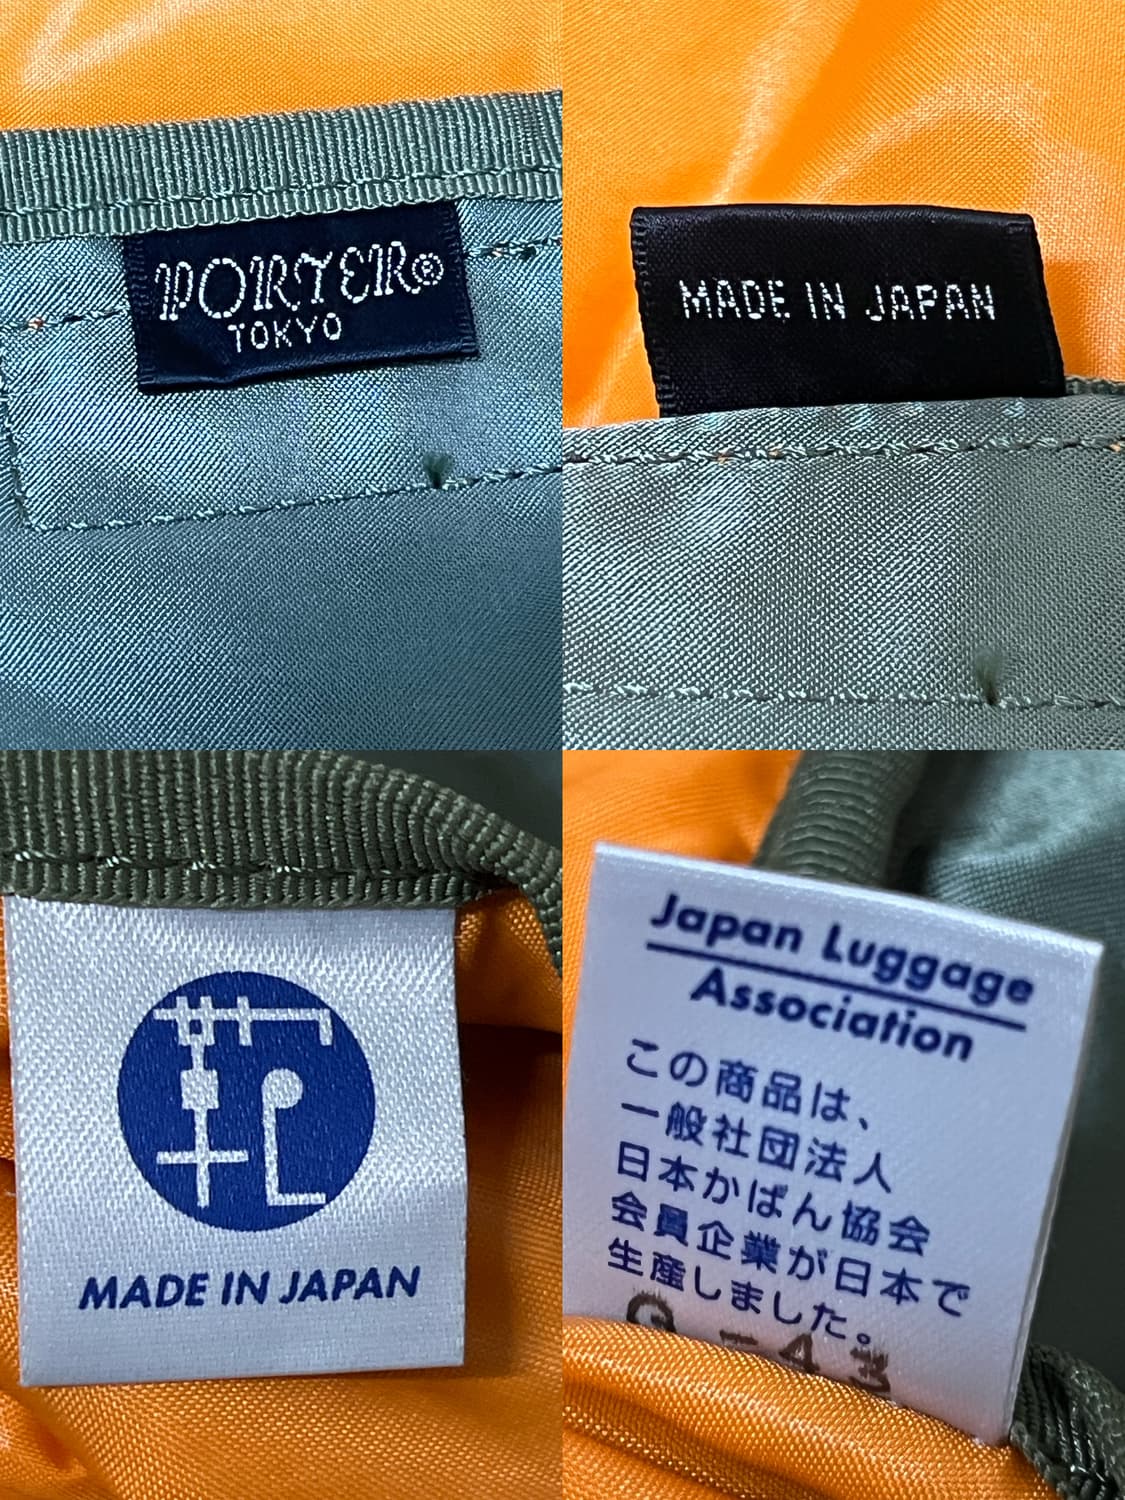 PORTER®
TOKYO
MADE IN JAPAN
MADE IN JAPAN
Japan Luggage
Association
この商品は、
一般社団法人
日本かばん協会
会員企業が日本で
生産しました。